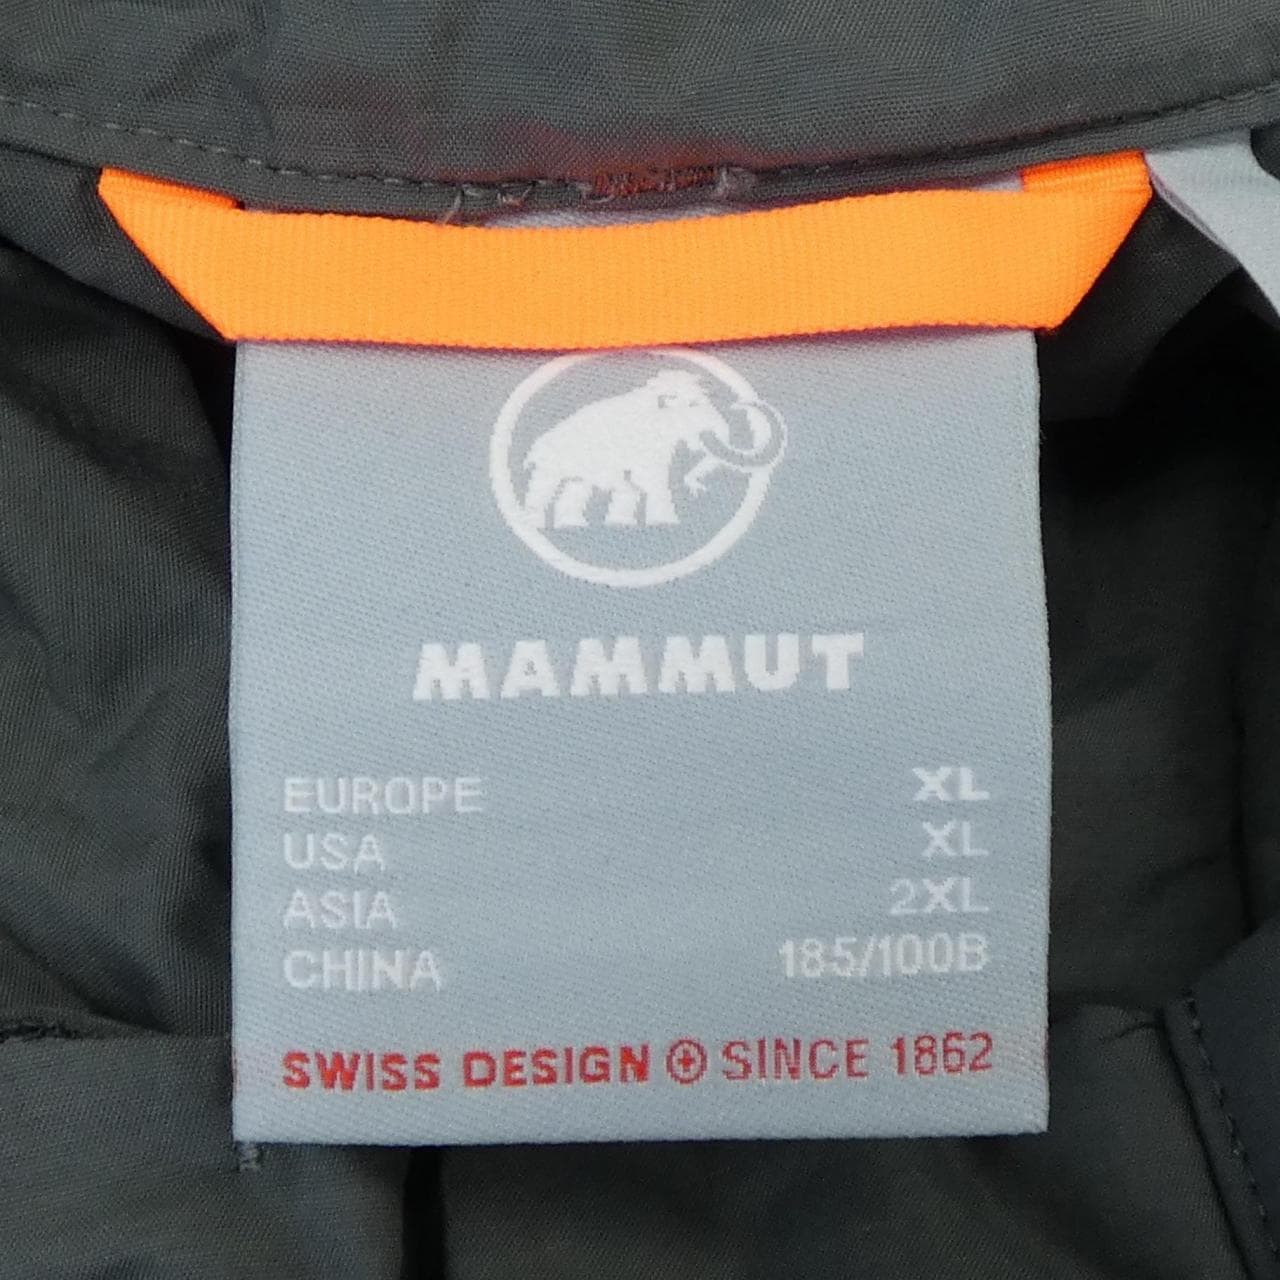 MAMMUT
EUROPE XL
USA XL
ASIA 2XL
CHINA 185/100B
SWISS DESIGN SINCE 1862